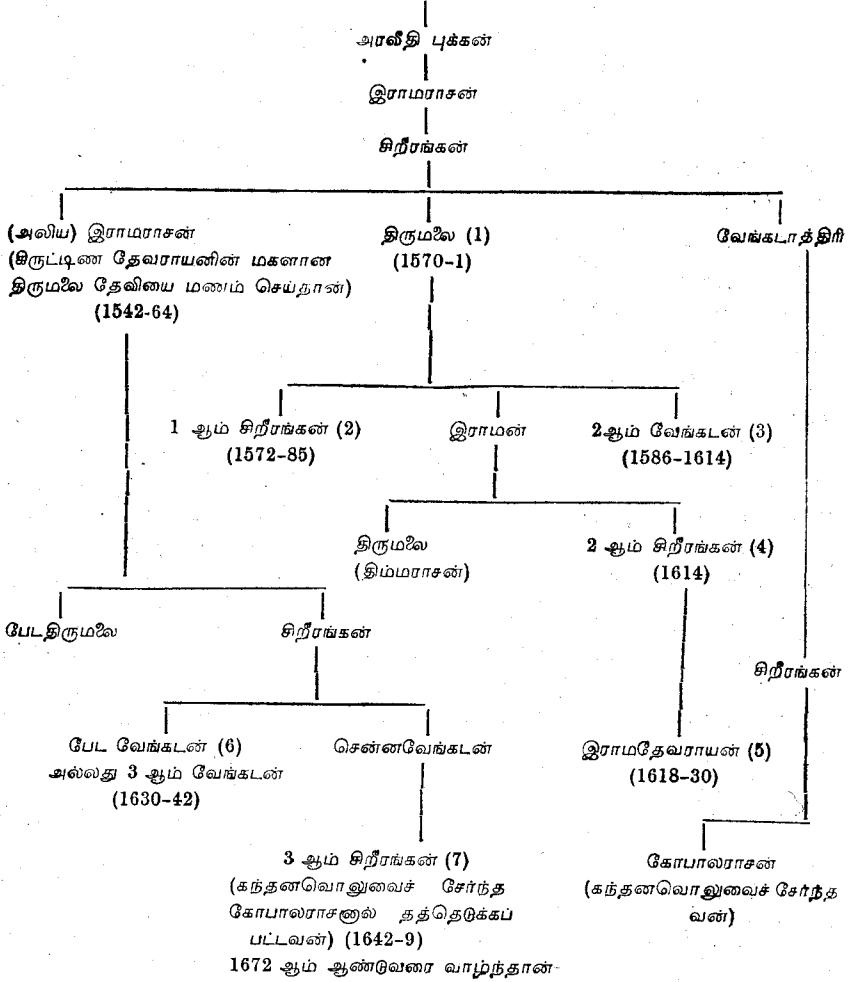 அரவீதி புக்கன்
இராமராசன்
சிறீரங்கன்
(அலிய) இராமராசன்
(கிருட்டிண தேவராயனின் மகளான
திருமலை தேவியை மணம் செய்தான்)
(1542-64)
திருமலை (1)
(1570-1)
வேங்கடாத்திரி
1 ஆம் சிறீரங்கன் (2)
(1572-85)
இராமன்
2ஆம் வேங்கடன் (3)
(1586-1614)
திருமலை
(திம்மராசன்)
2 ஆம் சிறீரங்கன் (4)
(1614)
பேடதிருமலை
சிறீரங்கன்
சிறீரங்கன்
பேட வேங்கடன் (6)
அல்லது 3 ஆம் வேங்கடன்
(1630-42)
சென்னவேங்கடன்
இராமதேவராயன் (5)
(1618-30)
3 ஆம் சிறீரங்கன் (7)
(கந்தனவொலுவைச் சேர்ந்த
கோபாலராசனால் தத்தெடுக்கப்
பட்டவன்) (1642-9)
1672 ஆம் ஆண்டுவரை வாழ்ந்தான்
கோபாலராசன்
(கந்தனவொலுவைச் சேர்ந்த
வன்)